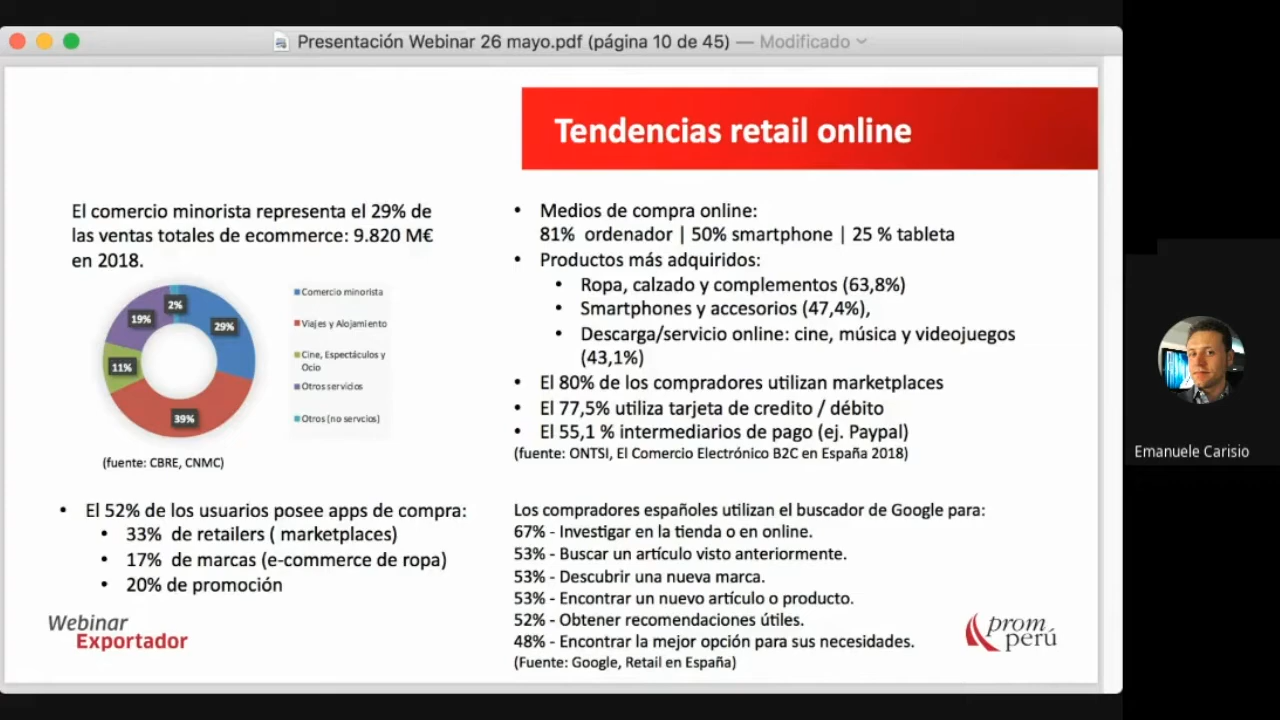 Presentación Webinar 26 mayo.pdf (página 10 de 45) — Modificado
Tendencias retail online
El comercio minorista representa el 29% de
las ventas totales de ecommerce: 9.820 M€
en 2018.
2%
19%
29%
11%
39%
Comercio minorista
Viajes y Alojamiento
Cine, Espectáculos y
Ocio
Otros servicios
Otros (no servcios)
(fuente: CBRE, CNMC)
• El 52% de los usuarios posee apps de compra:
• 33% de retailers ( marketplaces)
• 17% de marcas (e-commerce de ropa)
• 20% de promoción
• Medios de compra online:
81% ordenador | 50% smartphone | 25 % tableta
• Productos más adquiridos:
• Ropa, calzado y complementos (63,8%)
• Smartphones y accesorios (47,4%),
• Descarga/servicio online: cine, música y videojuegos
(43,1%)
• El 80% de los compradores utilizan marketplaces
• El 77,5% utiliza tarjeta de credito / débito
• El 55,1 % intermediarios de pago (ej. Paypal)
(fuente: ONTSI, El Comercio Electrónico B2C en España 2018)
Los compradores españoles utilizan el buscador de Google para:
67% - Investigar en la tienda o en online.
53% - Buscar un artículo visto anteriormente.
53% - Descubrir una nueva marca.
53% - Encontrar un nuevo artículo o producto.
52% - Obtener recomendaciones útiles.
48% - Encontrar la mejor opción para sus necesidades.
(Fuente: Google, Retail en España)
Webinar
Exportador
prom
perú
Emanuele Carisio